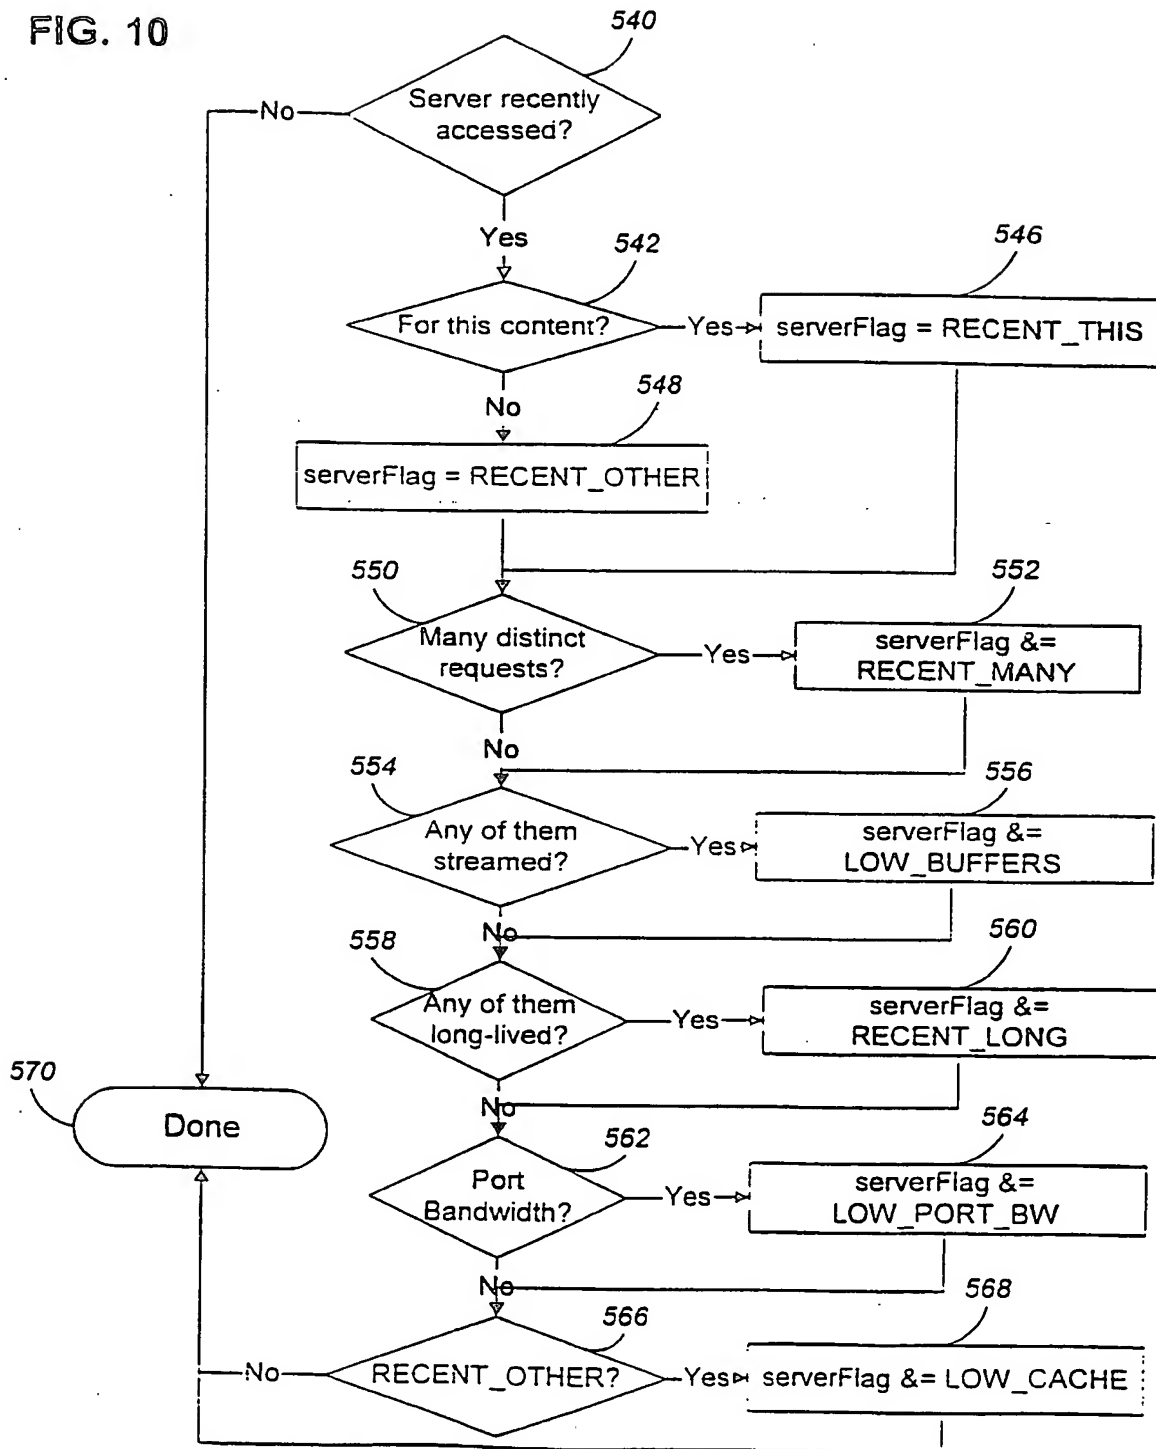 FIG. 10
540
Server recently
accessed?
No
Yes
542
546
For this content?
Yes
serverFlag = RECENT_THIS
No
548
serverFlag = RECENT_OTHER
550
552
Many distinct
requests?
Yes
serverFlag &=
RECENT_MANY
No
554
556
Any of them
streamed?
Yes
serverFlag &=
LOW_BUFFERS
No
558
560
Any of them
long-lived?
Yes
serverFlag &=
RECENT_LONG
570
Done
No
562
564
Port
Bandwidth?
Yes
serverFlag &=
LOW_PORT_BW
No
566
568
No
RECENT_OTHER?
Yes
serverFlag &= LOW_CACHE